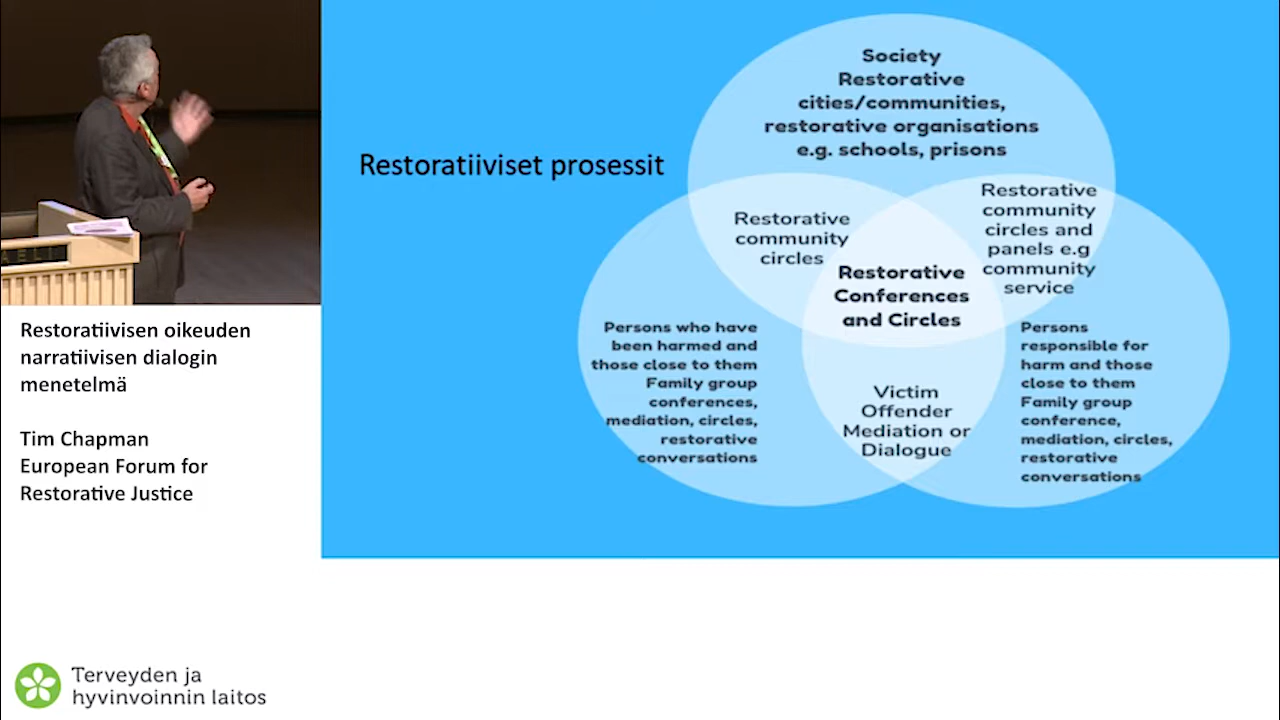 Restoratiiviset prosessit
Society
Restorative
cities/communities,
restorative organisations
e.g. schools, prisons
Restorative
community
circles
Restorative
community
circles and
panels e.g
community
service
Restorative
Conferences
and Circles
Persons who have
been harmed and
those close to them
Family group
conferences,
mediation, circles,
restorative
conversations
Victim
Offender
Mediation or
Dialogue
Persons
responsible for
harm and those
close to them
Family group
conference,
mediation, circles,
restorative
conversations
Restoratiivisen oikeuden
narratiivisen dialogin
menetelmä
Tim Chapman
European Forum for
Restorative Justice
Terveyden ja
hyvinvoinnin laitos